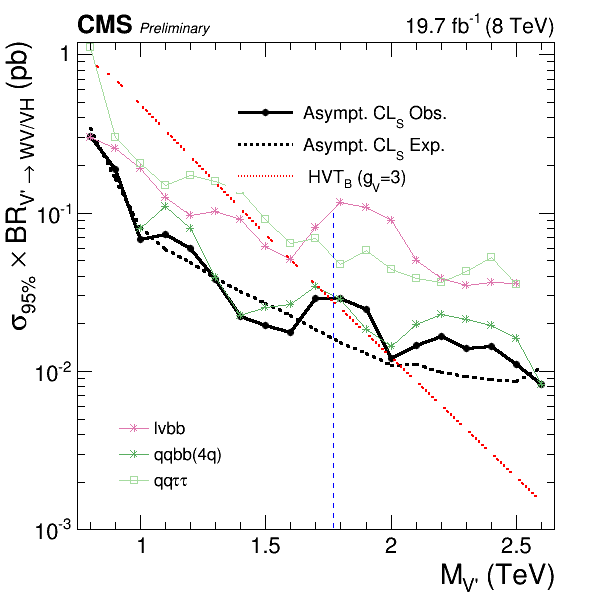 CMS Preliminary 19.7 fb⁻¹ (8 TeV)
σ95% × BRV' → WV/VH (pb)
1
10⁻¹
10⁻²
10⁻³
Asympt. CLS Obs.
Asympt. CLS Exp.
HVTB (gV=3)
lvbb
qqbb(4q)
qqττ
1 1.5 2 2.5
MV' (TeV)